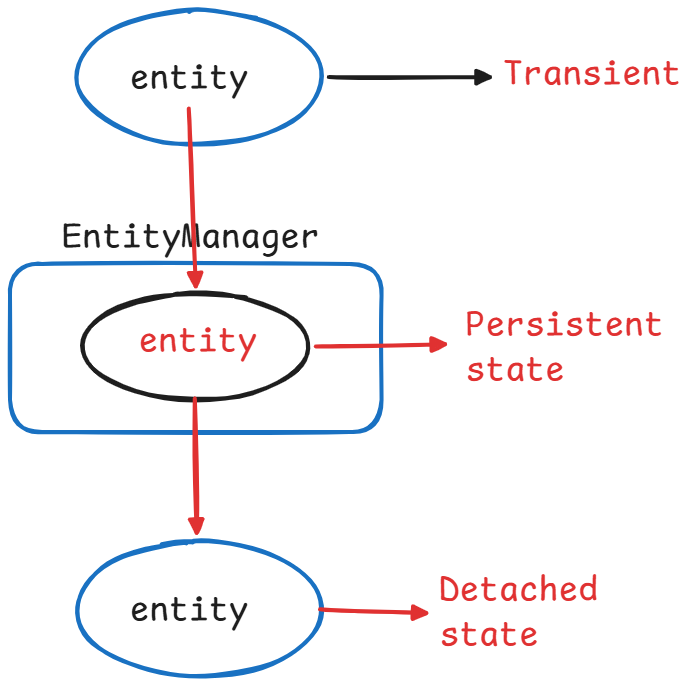 entity
Transient
EntityManager
entity
Persistent
state
entity
Detached
state